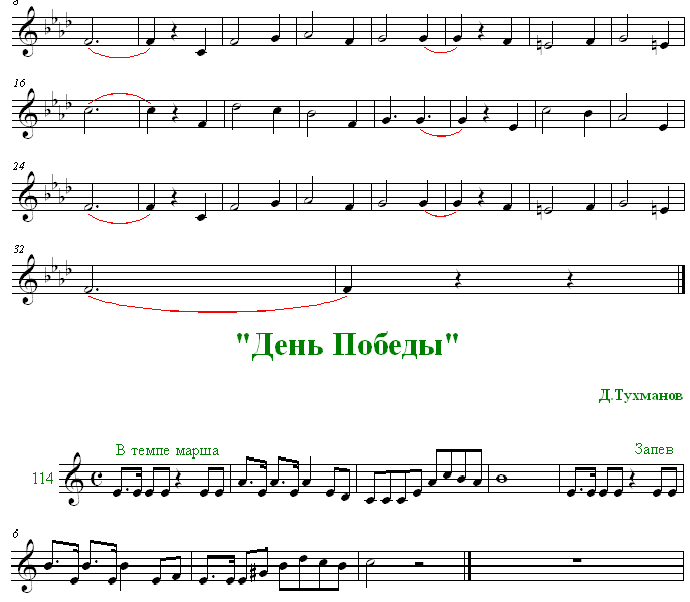 8
16
24
32
"День Победы"
Д.Тухманов
В темпе марша
Запев
114
6